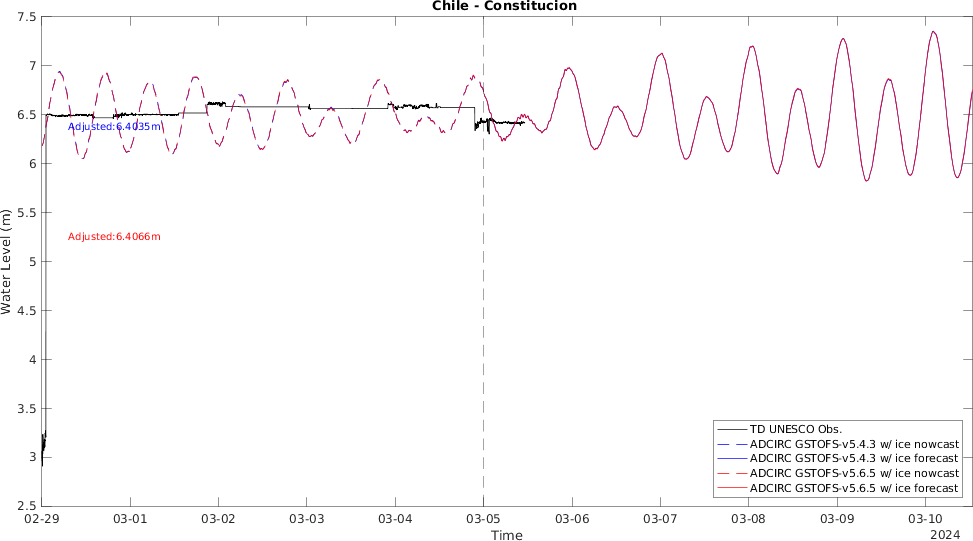 Chile - Constitucion
7.5
7
6.5
6
5.5
5
4.5
4
3.5
3
2.5
Water Level (m)
Adjusted:6.4035m
Adjusted:6.4066m
TD UNESCO Obs.
ADCIRC GSTOFS-v5.4.3 w/ ice nowcast
ADCIRC GSTOFS-v5.4.3 w/ ice forecast
ADCIRC GSTOFS-v5.6.5 w/ ice nowcast
ADCIRC GSTOFS-v5.6.5 w/ ice forecast
02-29 03-01 03-02 03-03 03-04 03-05 03-06 03-07 03-08 03-09 03-10
2024
Time